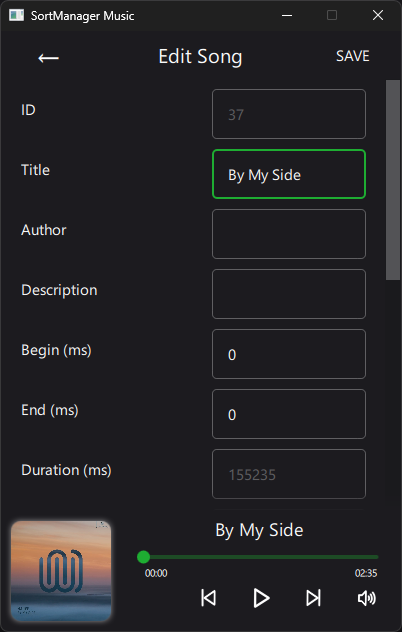 SortManager Music
← Edit Song SAVE
ID 37
Title By My Side
Author
Description
Begin (ms) 0
End (ms) 0
Duration (ms) 155235
By My Side
00:00 02:35